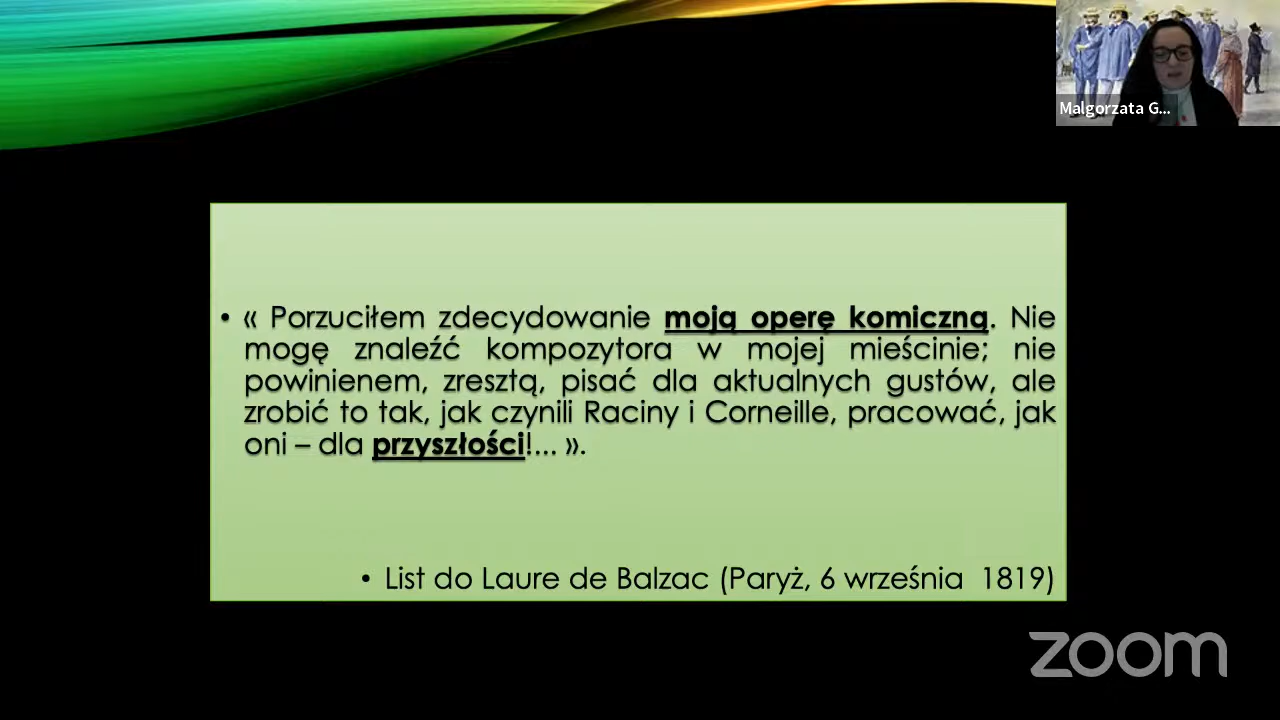 Malgorzata G...
• « Porzuciłem zdecydowanie moją operę komiczną. Nie
mogę znaleźć kompozytora w mojej mieścinie; nie
powinienem, zresztą, pisać dla aktualnych gustów, ale
zrobić to tak, jak czynili Raciny i Corneille, pracować, jak
oni – dla przyszłości!... ».
• List do Laure de Balzac (Paryż, 6 września 1819)
zoom